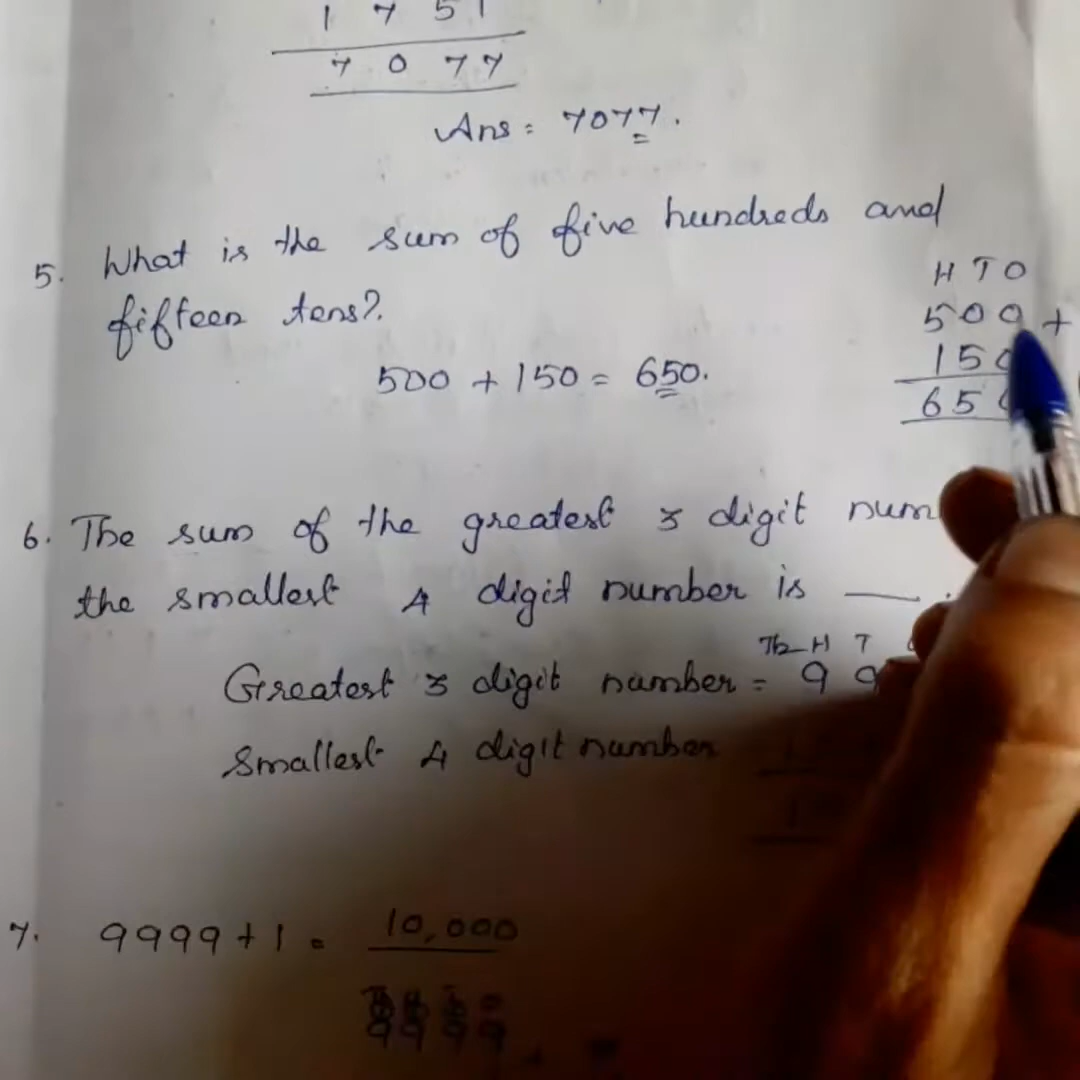 1 7 5 1
7 0 7 7
Ans = 7077.
5. What is the sum of five hundreds and
fifteen tens?
H T O
500 +
15
65
500 + 150 = 650.
6. The sum of the greatest 3 digit
the smallest 4 digit number is ___.
Th H T
Greatest 3 digit number = 9 9
Smallest 4 digit number
7. 9999 + 1 = 10,000